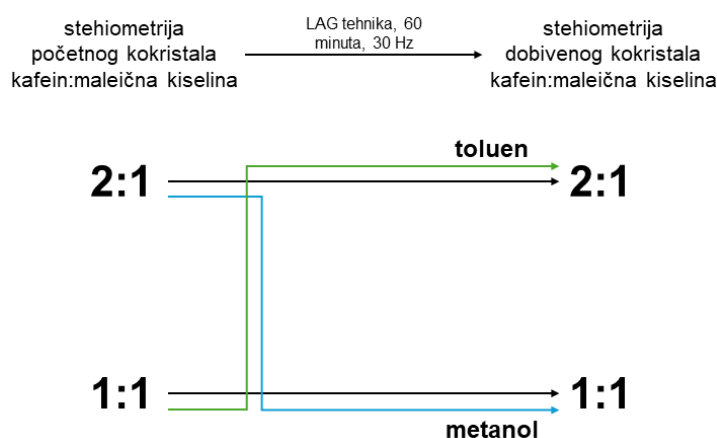 stehiometrija
početnog kokristala
kafein:maleična kiselina
LAG tehnika, 60
minuta, 30 Hz
stehiometrija
dobivenog kokristala
kafein:maleična kiselina
toluen
2:1
2:1
1:1
1:1
metanol